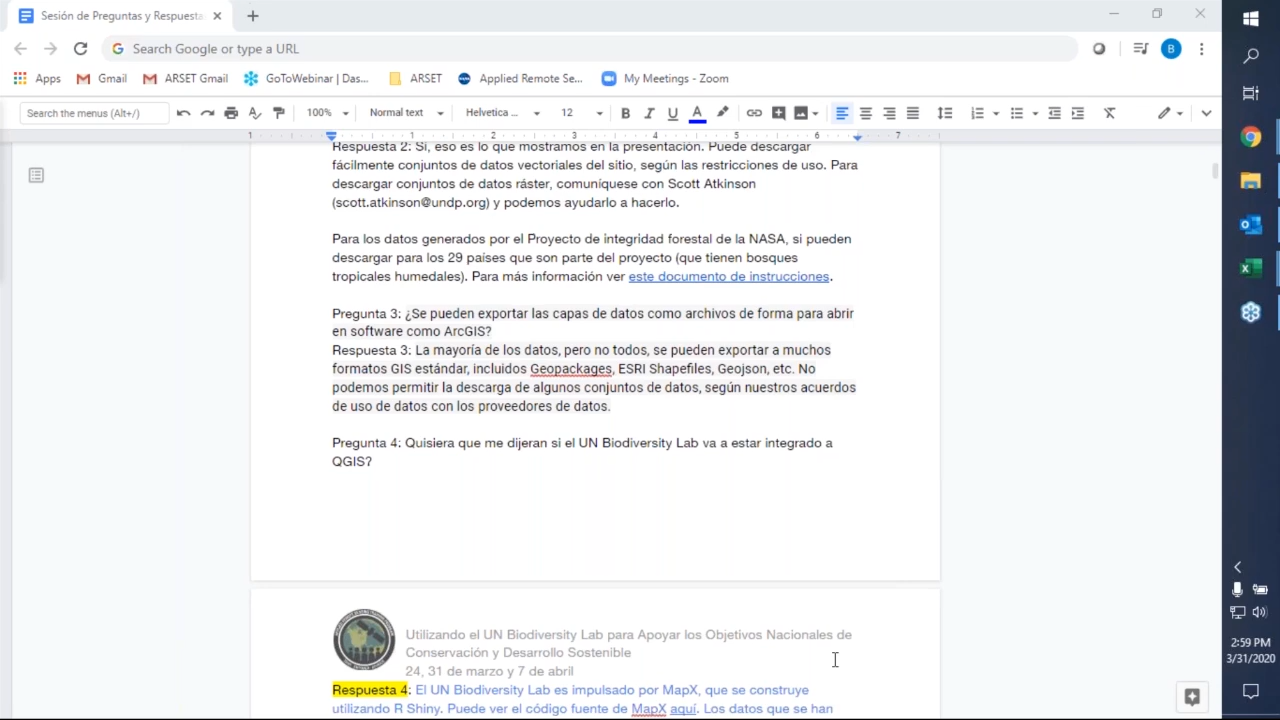 Sesión de Preguntas y Respuesta
Search Google or type a URL
B
Apps
Gmail
ARSET Gmail
GoToWebinar | Das...
ARSET
Applied Remote Se...
My Meetings - Zoom
Search the menus (Alt+/)
100%
Normal text
Helvetica ...
12
B
I
U
A
1
1
2
3
4
5
6
7
Respuesta 2: Sí, eso es lo que mostramos en la presentación. Puede descargar
fácilmente conjuntos de datos vectoriales del sitio, según las restricciones de uso. Para
descargar conjuntos de datos ráster, comuníquese con Scott Atkinson
(scott.atkinson@undp.org) y podemos ayudarlo a hacerlo.
Para los datos generados por el Proyecto de integridad forestal de la NASA, si pueden
descargar para los 29 países que son parte del proyecto (que tienen bosques
tropicales humedales). Para más información ver este documento de instrucciones.
Pregunta 3: ¿Se pueden exportar las capas de datos como archivos de forma para abrir
en software como ArcGIS?
Respuesta 3: La mayoría de los datos, pero no todos, se pueden exportar a muchos
formatos GIS estándar, incluidos Geopackages, ESRI Shapefiles, Geojson, etc. No
podemos permitir la descarga de algunos conjuntos de datos, según nuestros acuerdos
de uso de datos con los proveedores de datos.
Pregunta 4: Quisiera que me dijeran si el UN Biodiversity Lab va a estar integrado a
QGIS?
Utilizando el UN Biodiversity Lab para Apoyar los Objetivos Nacionales de
Conservación y Desarrollo Sostenible
24, 31 de marzo y 7 de abril
Respuesta 4: El UN Biodiversity Lab es impulsado por MapX, que se construye
utilizando R Shiny. Puede ver el código fuente de MapX aquí. Los datos que se han
2:59 PM
3/31/2020